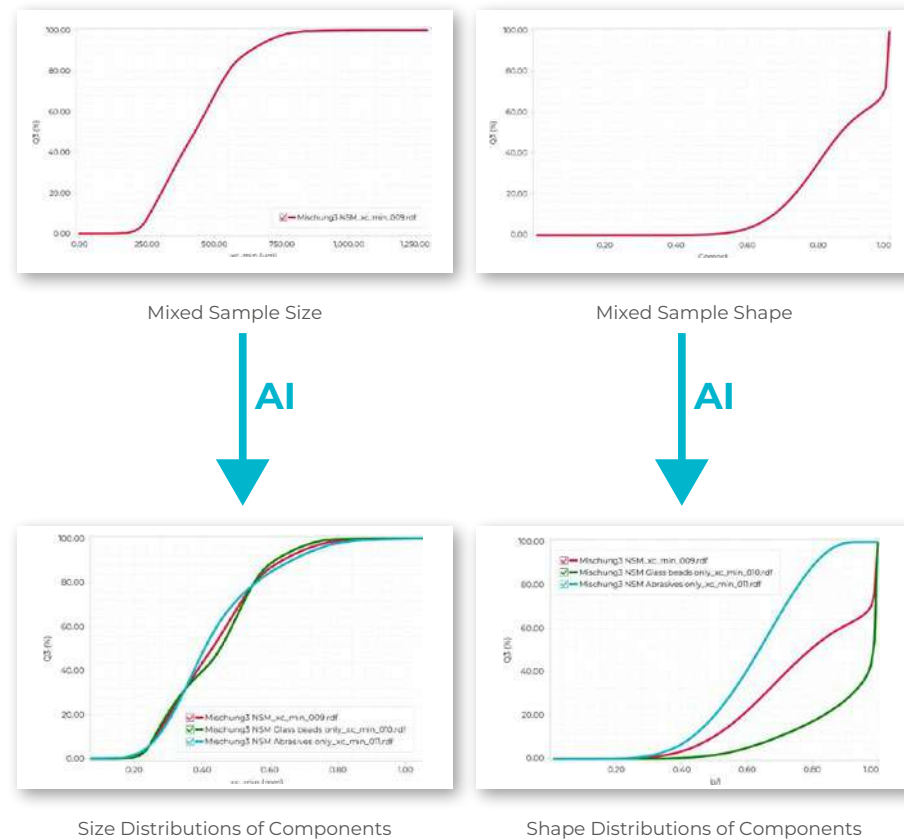 100.00
80.00
60.00
40.00
20.00
0.00
Q3 (%)
0.00 250.00 500.00 750.00 1,000.00 1,250.00
xc_min [um]
Mischung3 NSM_xc_min_009.rdf
100.00
80.00
60.00
40.00
20.00
0.00
Q3 (%)
0.20 0.40 0.60 0.80 1.00
Mischung3 NSM_xc_min_009.rdf
Mixed Sample Size
Mixed Sample Shape
AI
AI
100.00
80.00
60.00
40.00
20.00
0.00
Q3 (%)
0.20 0.40 0.60 0.80 1.00
xc_min [mm]
Mischung3 NSM_xc_min_009.rdf
Mischung3 NSM Glass beads only_xc_min_010.rdf
Mischung3 NSM Abrasives only_xc_min_011.rdf
100.00
80.00
60.00
40.00
20.00
0.00
Q3 (%)
0.20 0.40 0.60 0.80 1.00
b/l
Mischung3 NSM_xc_min_009.rdf
Mischung3 NSM Glass beads only_xc_min_010.rdf
Mischung3 NSM Abrasives only_xc_min_011.rdf
Size Distributions of Components
Shape Distributions of Components